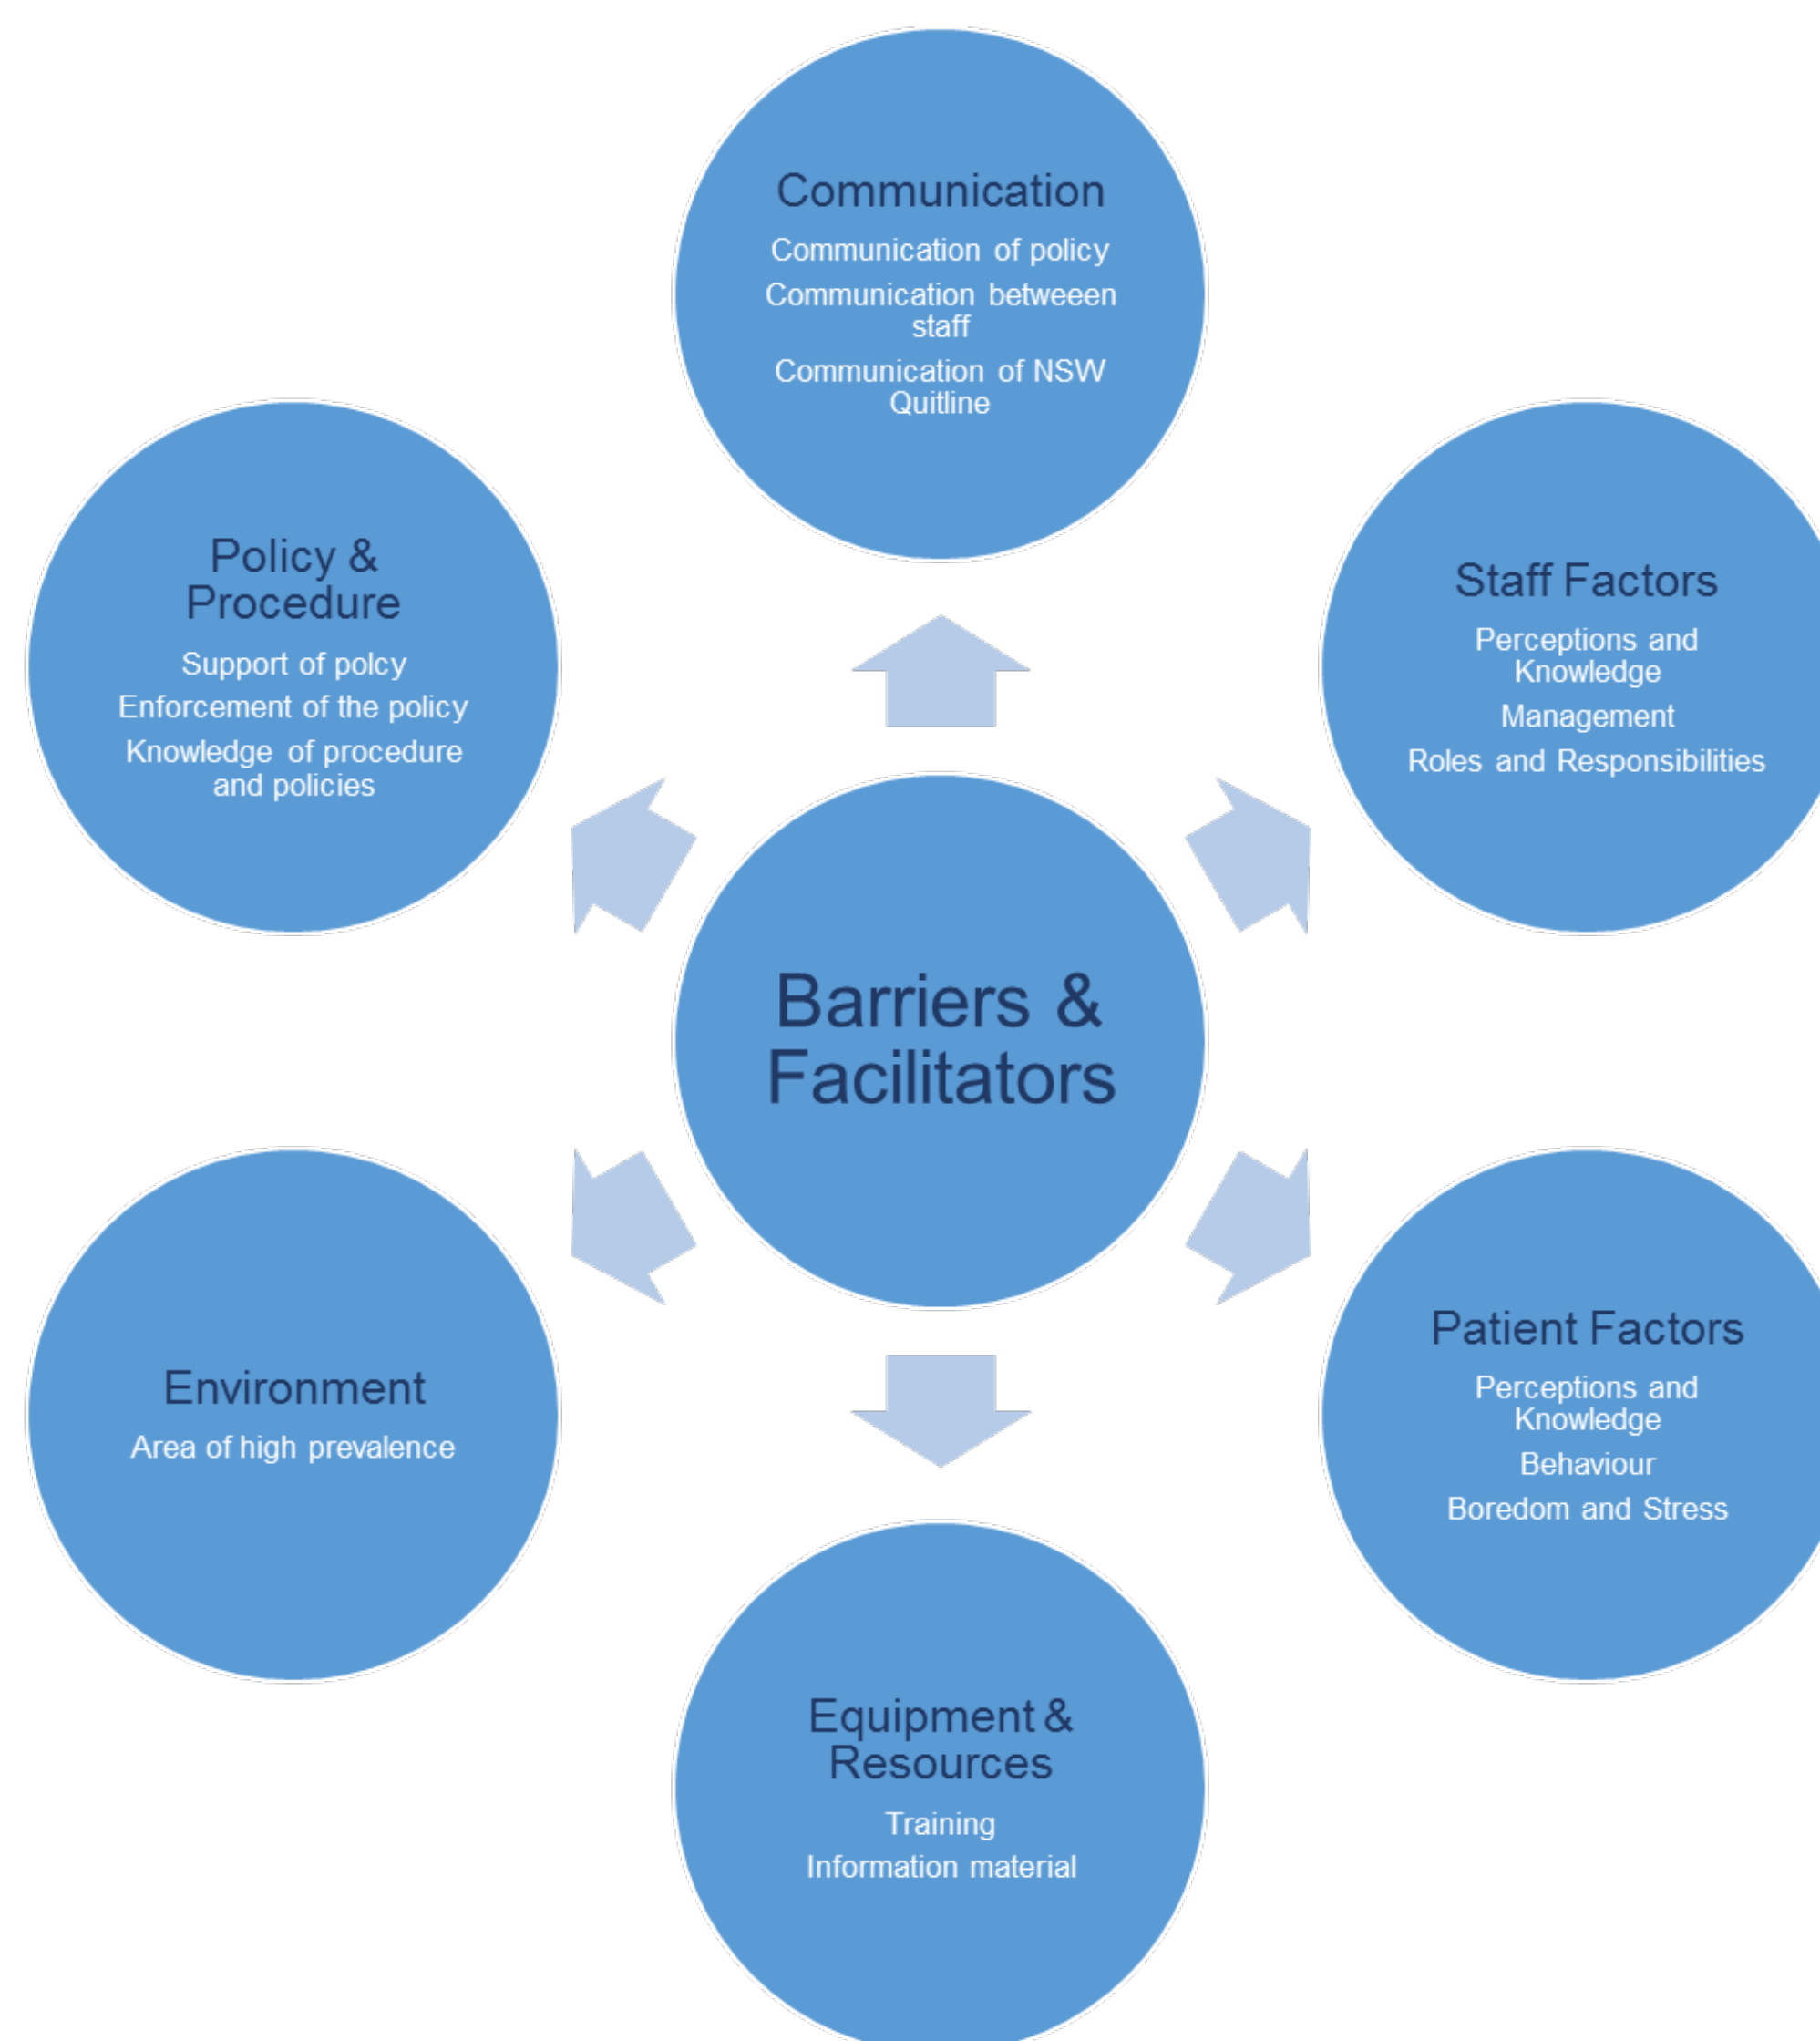 Communication
Communication of policy
Communication betweeen
staff
Communication of NSW
Quitline
Staff Factors
Perceptions and
Knowledge
Management
Roles and Responsibilities
Patient Factors
Perceptions and
Knowledge
Behaviour
Boredom and Stress
Equipment &
Resources
Training
Information material
Environment
Area of high prevalence
Policy &
Procedure
Support of polcy
Enforcement of the policy
Knowledge of procedure
and policies
Barriers &
Facilitators